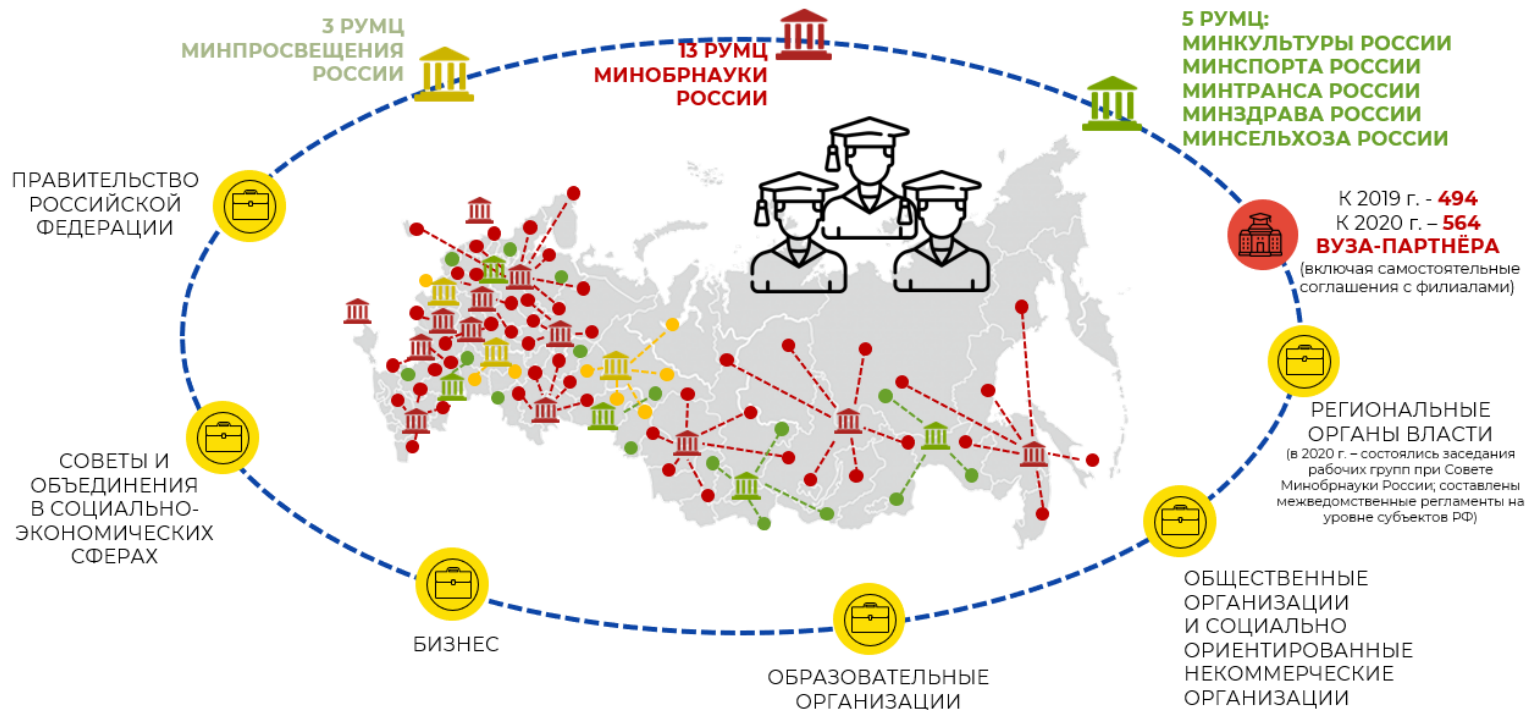 3 РУМЦ
МИНПРОСВЕЩЕНИЯ
РОССИИ
13 РУМЦ
МИНОБРНАУКИ
РОССИИ
5 РУМЦ:
МИНКУЛЬТУРЫ РОССИИ
МИНСПОРТА РОССИИ
МИНТРАНСА РОССИИ
МИНЗДРАВА РОССИИ
МИНСЕЛЬХОЗА РОССИИ
ПРАВИТЕЛЬСТВО
РОССИЙСКОЙ
ФЕДЕРАЦИИ
К 2019 г. - 494
К 2020 г. – 564
ВУЗА-ПАРТНЁРА
(включая самостоятельные
соглашения с филиалами)
РЕГИОНАЛЬНЫЕ
ОРГАНЫ ВЛАСТИ
(в 2020 г. – состоялись заседания
рабочих групп при Совете
Минобрнауки России; составлены
межведомственные регламенты на
уровне субъектов РФ)
СОВЕТЫ И
ОБЪЕДИНЕНИЯ
В СОЦИАЛЬНО-
ЭКОНОМИЧЕСКИХ
СФЕРАХ
БИЗНЕС
ОБРАЗОВАТЕЛЬНЫЕ
ОРГАНИЗАЦИИ
ОБЩЕСТВЕННЫЕ
ОРГАНИЗАЦИИ
И СОЦИАЛЬНО
ОРИЕНТИРОВАННЫЕ
НЕКОММЕРЧЕСКИЕ
ОРГАНИЗАЦИИ